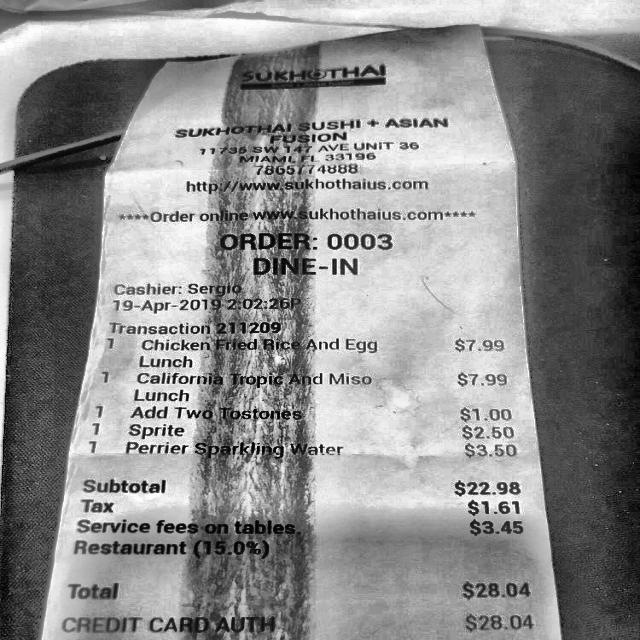 SUKHOTHAI
SUKHOTHAI SUSHI + ASIAN
FUSION
11735 SW 147 AVE UNIT 36
MIAMI, FL 33196
7865774888
http://www.sukhothaius.com
****Order online www.sukhothaius.com****
ORDER: 0003
DINE-IN
Cashier: Sergio
19-Apr-2019 2:02:26P
Transaction 211209
1 Chicken Fried Rice And Egg $7.99
Lunch
1 California Tropic And Miso $7.99
Lunch
1 Add Two Tostones $1.00
1 Sprite $2.50
1 Perrier Sparkling Water $3.50
Subtotal $22.98
Tax $1.61
Service fees on tables. $3.45
Restaurant (15.0%)
Total $28.04
CREDIT CARD AUTH $28.04